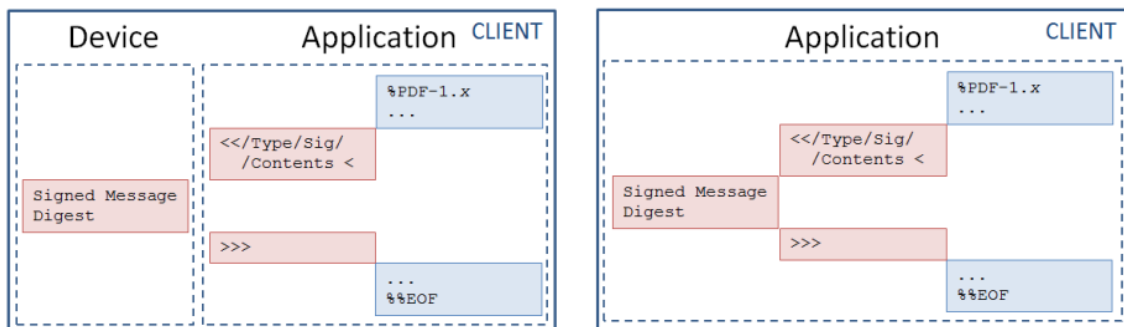 Device
Application
CLIENT
%PDF-1.x
...
<</Type/Sig/
/Contents <
Signed Message
Digest
>>>
...
%%EOF
Application
CLIENT
%PDF-1.x
...
<</Type/Sig/
/Contents <
Signed Message
Digest
>>>
...
%%EOF